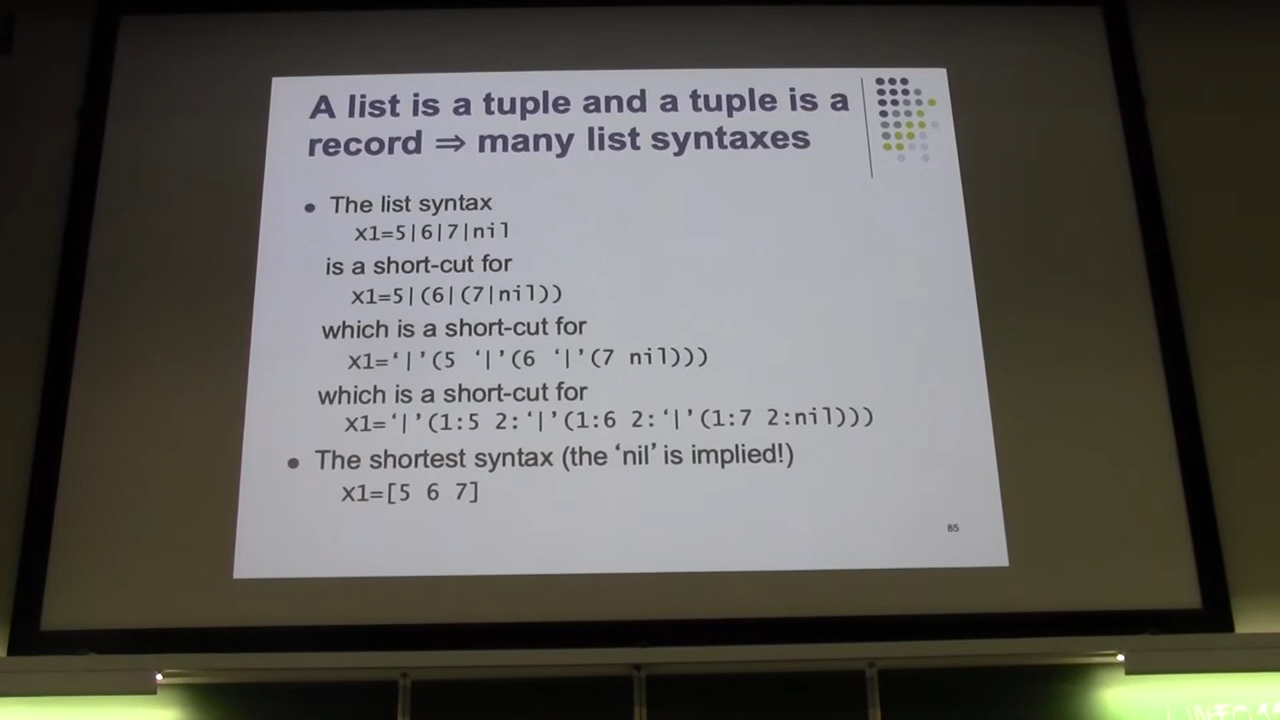 A list is a tuple and a tuple is a
record ⇒ many list syntaxes
• The list syntax
X1=5|6|7|nil
is a short-cut for
X1=5|(6|(7|nil))
which is a short-cut for
X1=‘|’(5 ‘|’(6 ‘|’(7 nil)))
which is a short-cut for
X1=‘|’(1:5 2:‘|’(1:6 2:‘|’(1:7 2:nil)))
• The shortest syntax (the ‘nil’ is implied!)
X1=[5 6 7]
85